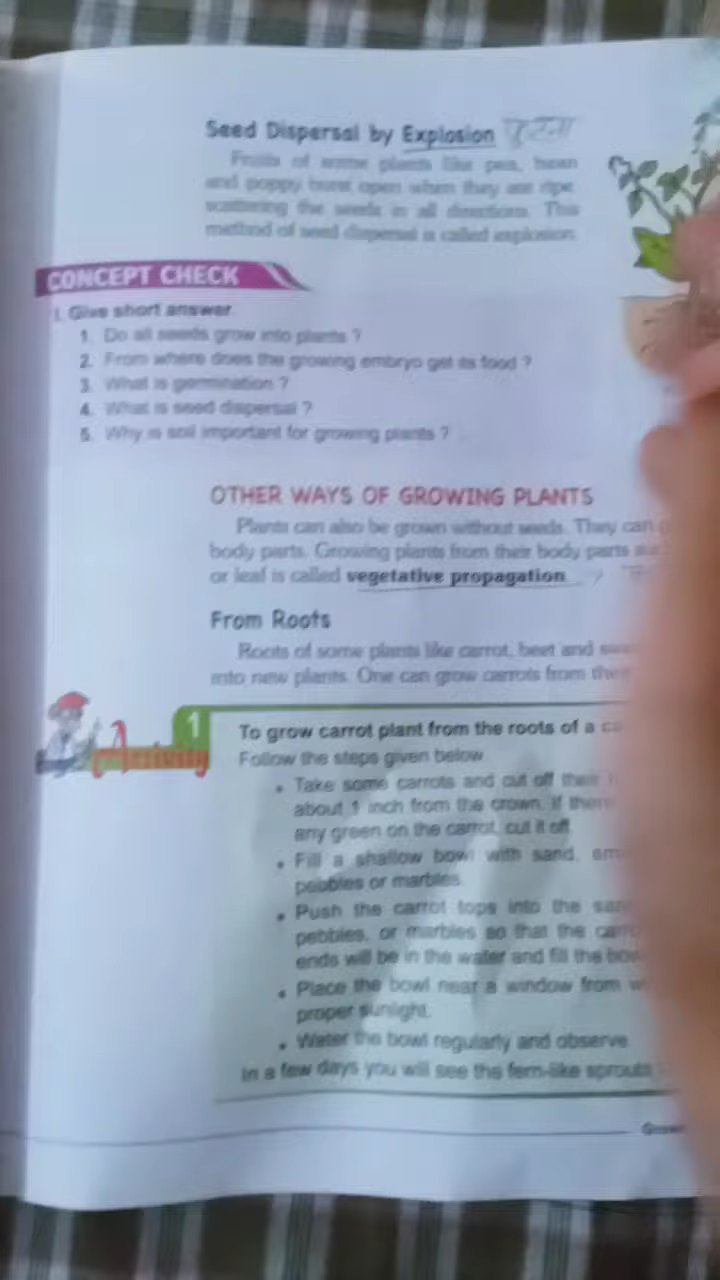 Seed Dispersal by Explosion फूटना
Fruits of some plants like pea, bean
and poppy burst open when they are ripe,
scattering the seeds in all directions. This
method of seed dispersal is called explosion.
CONCEPT CHECK
I. Give short answer.
1. Do all seeds grow into plants ?
2. From where does the growing embryo get its food ?
3. What is germination ?
4. What is seed dispersal ?
5. Why is soil important for growing plants ?
OTHER WAYS OF GROWING PLANTS
Plants can also be grown without seeds. They can
body parts. Growing plants from their body parts
or leaf is called vegetative propagation.
From Roots
Roots of some plants like carrot, beet and
into new plants. One can grow carrots from
1
Activity
To grow carrot plant from the roots of a
Follow the steps given below.
• Take some carrots and cut off their
about 1 inch from the crown. If there
any green on the carrot, cut it off.
• Fill a shallow bowl with sand,
pebbles or marbles.
• Push the carrot tops into the
pebbles, or marbles so that the
ends will be in the water and fill the
• Place the bowl near a window from
proper sunlight.
• Water the bowl regularly and observe.
In a few days you will see the fern-like sprouts